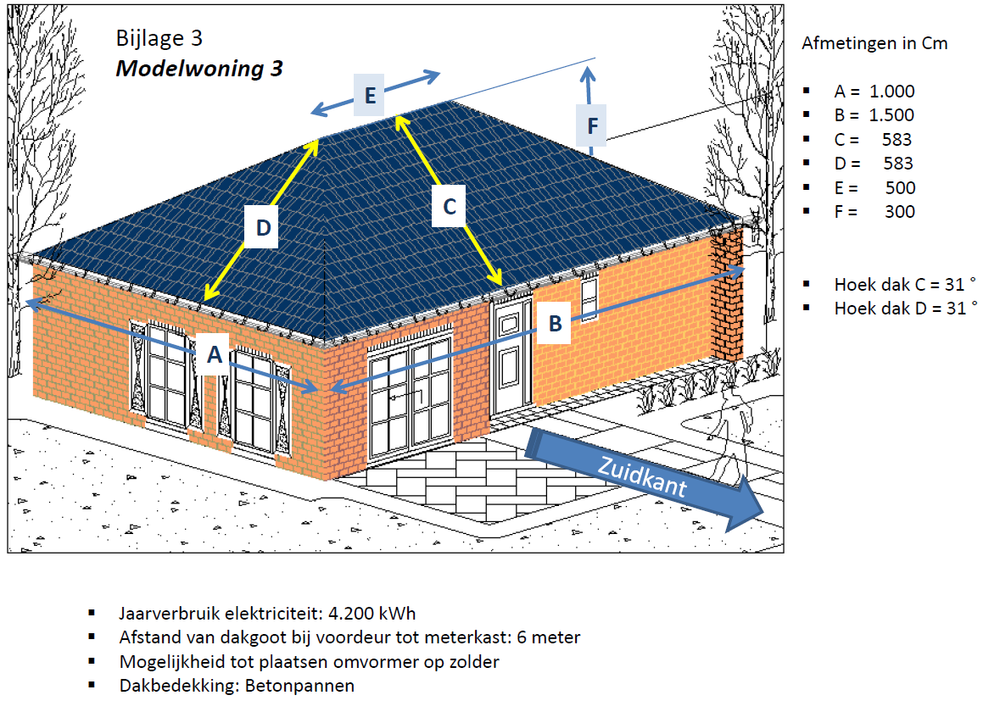 Bijlage 3
Modelwoning 3
E
F
D
C
B
A
Zuidkant
Afmetingen in Cm
▪ A = 1.000
▪ B = 1.500
▪ C = 583
▪ D = 583
▪ E = 500
▪ F = 300
▪ Hoek dak C = 31 °
▪ Hoek dak D = 31 °
▪ Jaarverbruik elektriciteit: 4.200 kWh
▪ Afstand van dakgoot bij voordeur tot meterkast: 6 meter
▪ Mogelijkheid tot plaatsen omvormer op zolder
▪ Dakbedekking: Betonpannen